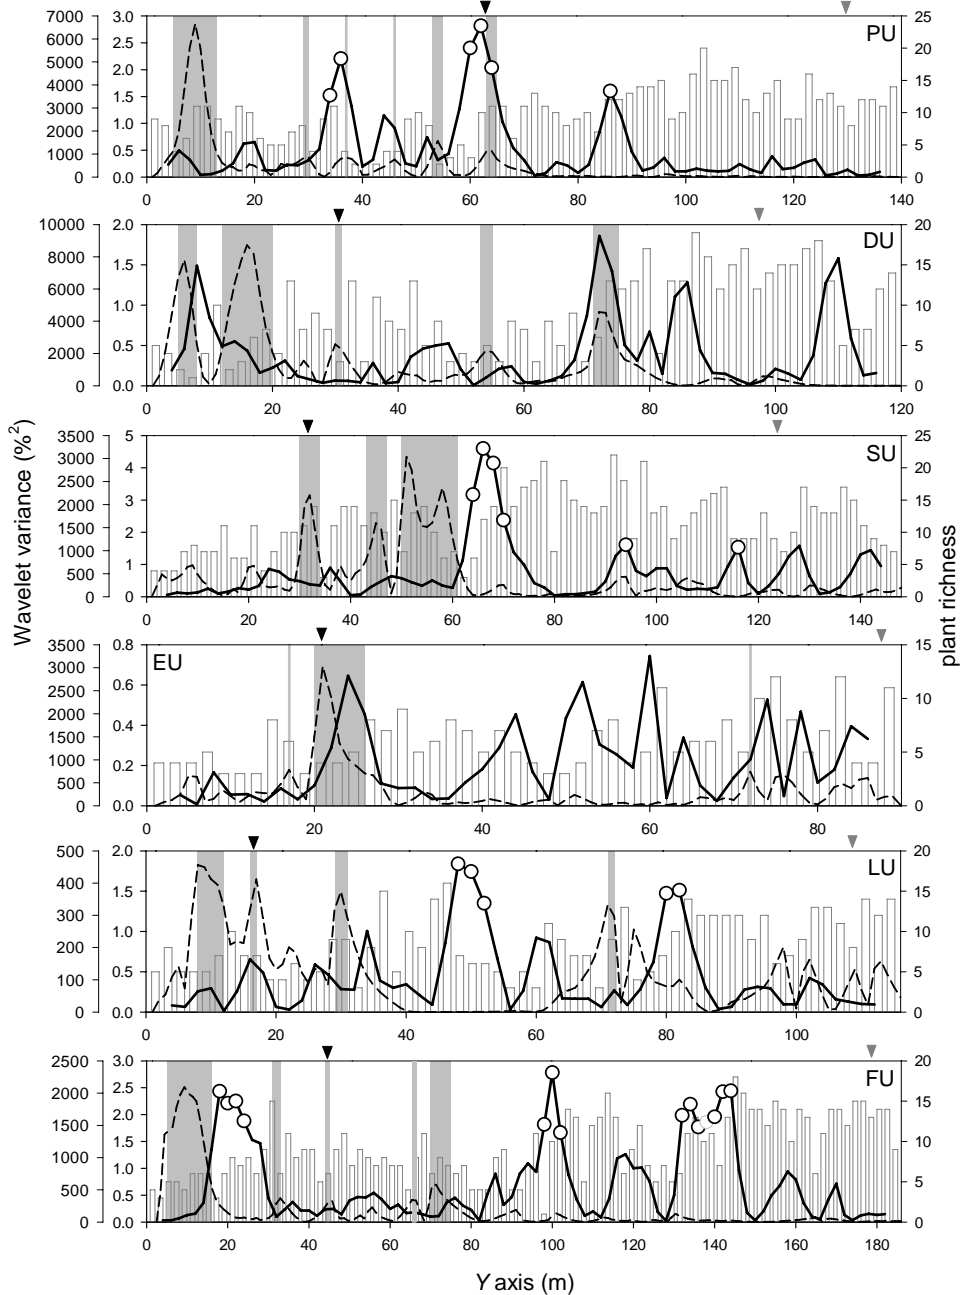 7000 3.0 25
6000 2.5 PU 20
5000 2.0
4000 15
3000 1.5
10
2000 1.0
1000 0.5 5
0 0.0 0
0 20 40 60 80 100 120 140
10000 2.0 20
DU
8000 1.5 15
6000
1.0 10
4000
2000 0.5 5
0 0.0 0
0 20 40 60 80 100 120
3500 5 25
3000 SU
4 20
2500
2000 3 15
1500 2 10
1000
500 1 5
0 0 0
0 20 40 60 80 100 120 140
3500 0.8 15
3000 EU
2500 0.6
10
2000
0.4
1500
1000 5
0.2
500
0 0.0 0
0 20 40 60 80
500 2.0 20
LU
400 1.5 15
300
1.0 10
200
100 0.5 5
0 0.0 0
0 20 40 60 80 100
2500 3.0 20
FU
2000 2.5
15
2.0
1500
1.5 10
1000
1.0
500 5
0.5
0 0.0 0
0 20 40 60 80 100 120 140 160 180
Wavelet variance (%²)
plant richness
Y axis (m)